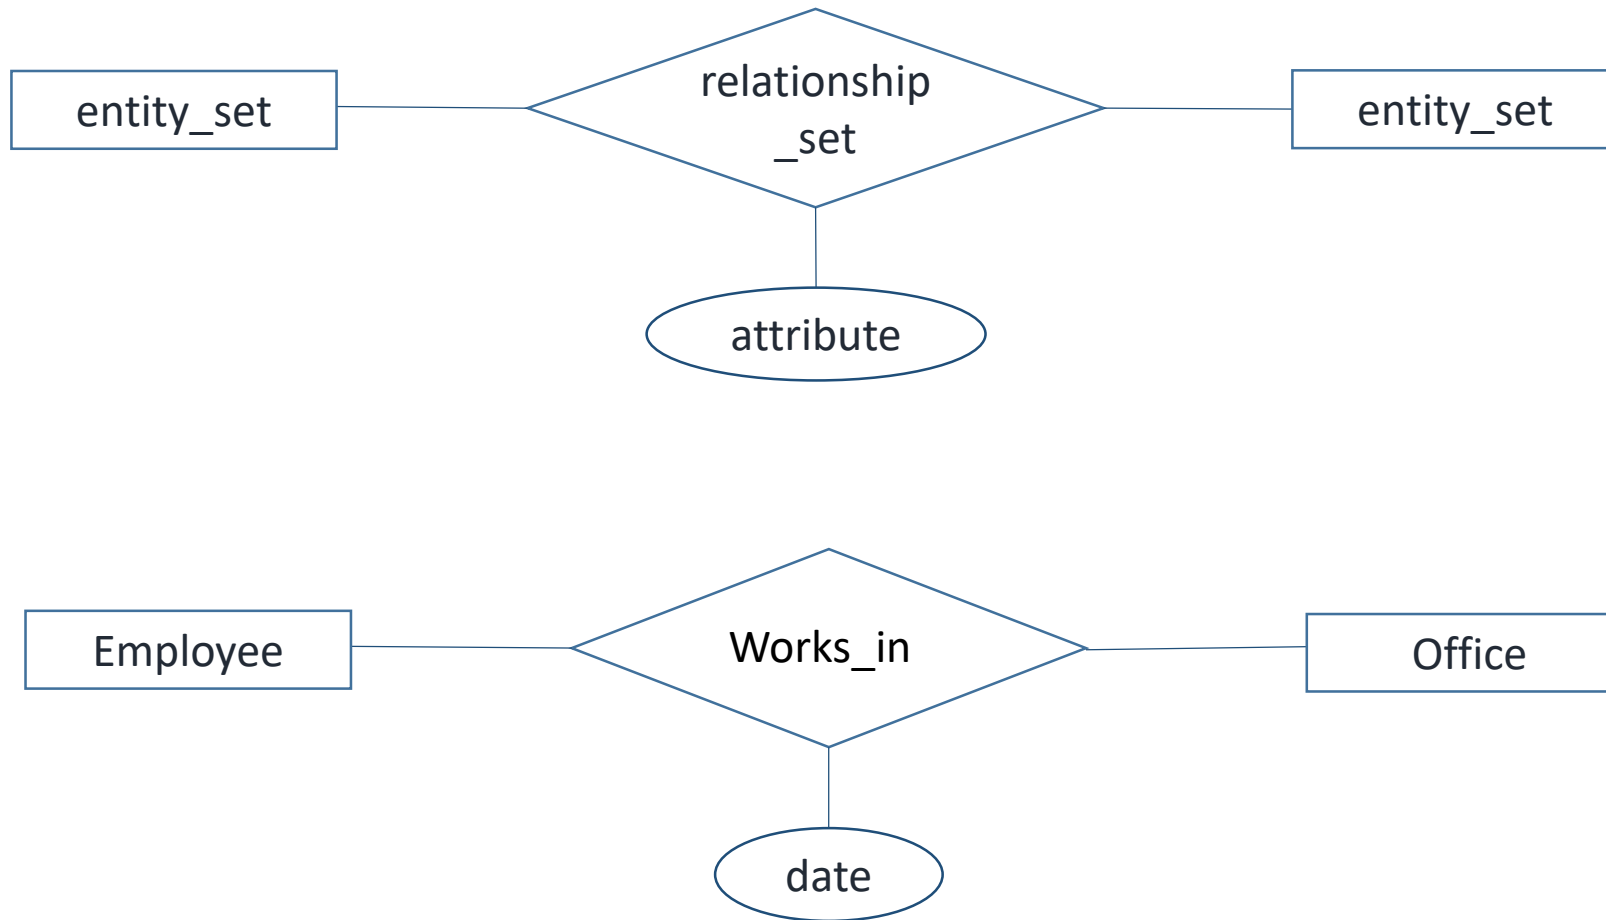 entity_set
relationship
_set
entity_set
attribute
Employee
Works_in
Office
date